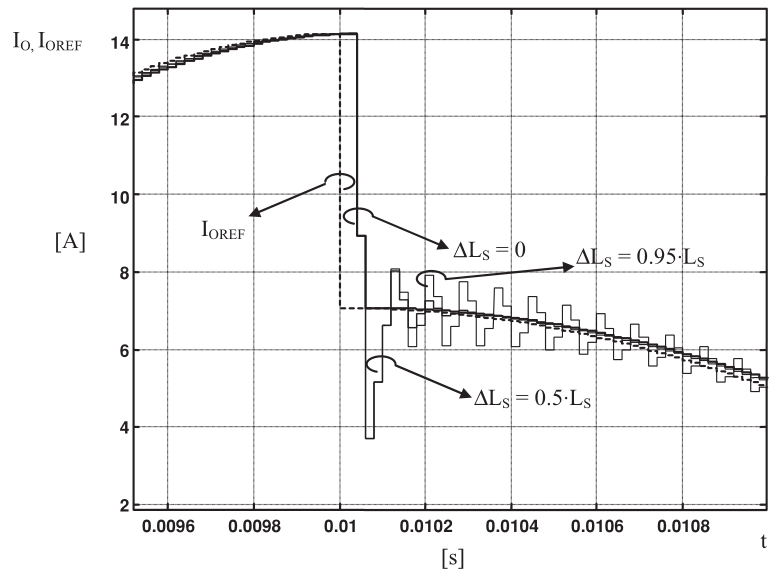 I_O, I_OREF
14
12
10
8
6
4
2
[A]
I_OREF
ΔL_S = 0
ΔL_S = 0.95·L_S
ΔL_S = 0.5·L_S
0.0096
0.0098
0.01
0.0102
0.0104
0.0106
0.0108
t
[s]